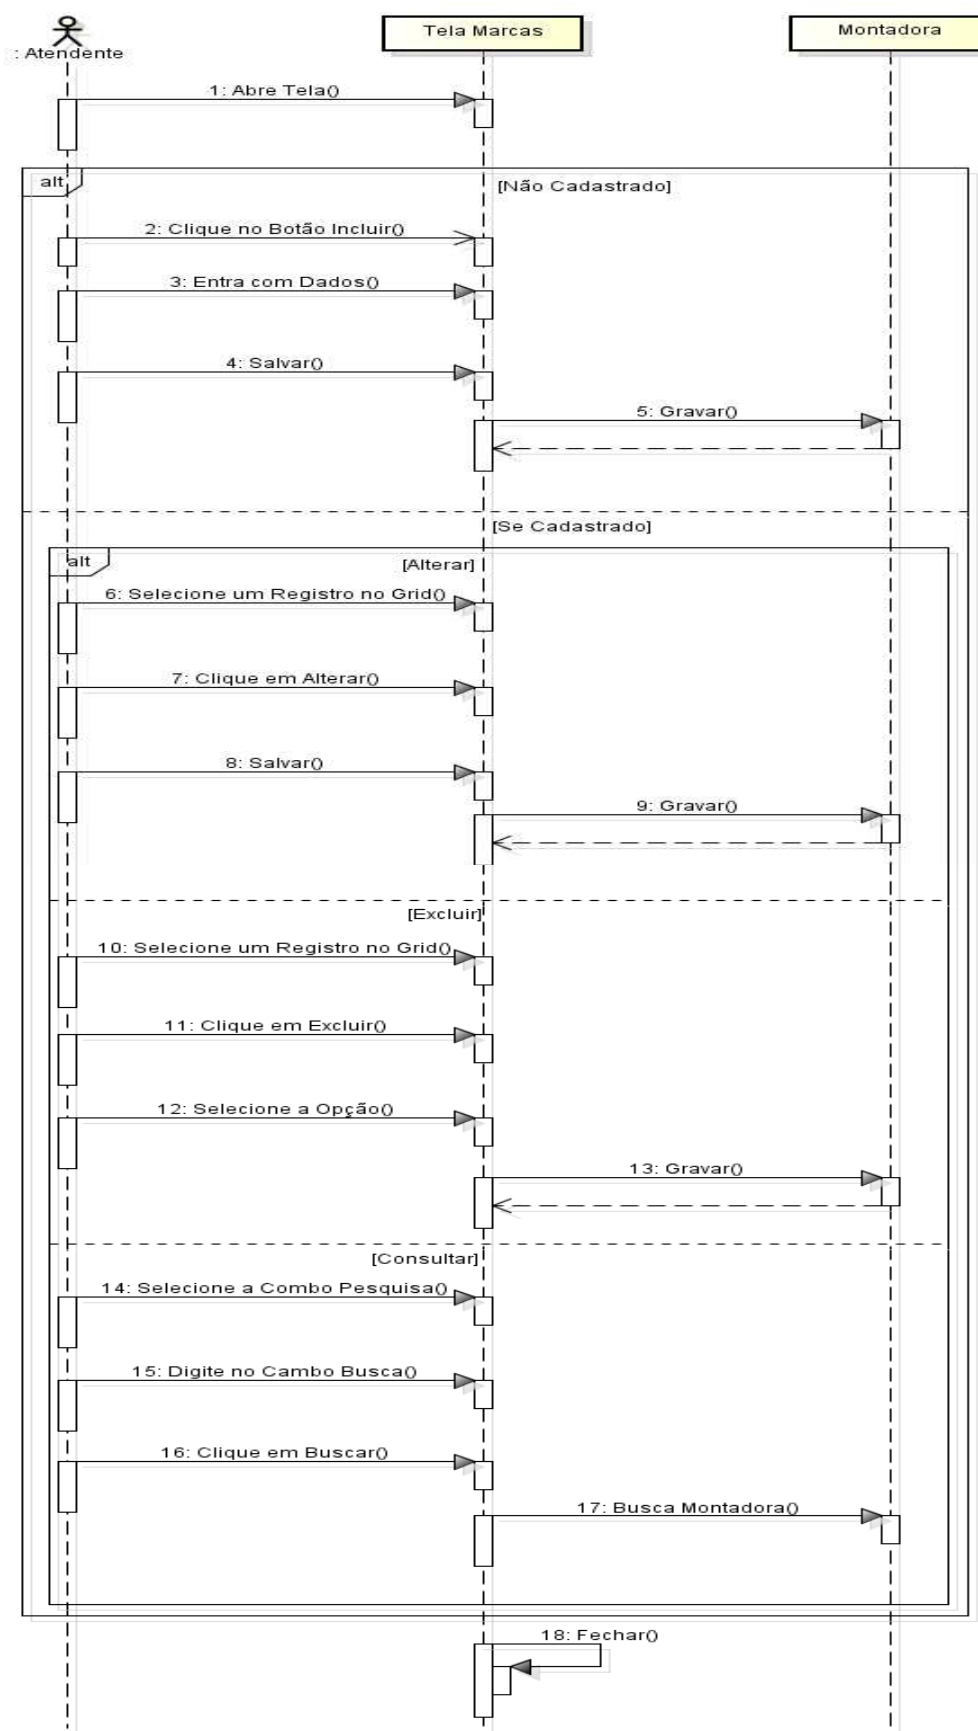 : Atendente
Tela Marcas
Montadora
1: Abre Tela()
alt
[Não Cadastrado]
2: Clique no Botão Incluir()
3: Entra com Dados()
4: Salvar()
5: Gravar()
[Se Cadastrado]
alt
[Alterar]
6: Selecione um Registro no Grid()
7: Clique em Alterar()
8: Salvar()
9: Gravar()
[Excluir]
10: Selecione um Registro no Grid()
11: Clique em Excluir()
12: Selecione a Opção()
13: Gravar()
[Consultar]
14: Selecione a Combo Pesquisa()
15: Digite no Cambo Busca()
16: Clique em Buscar()
17: Busca Montadora()
18: Fechar()